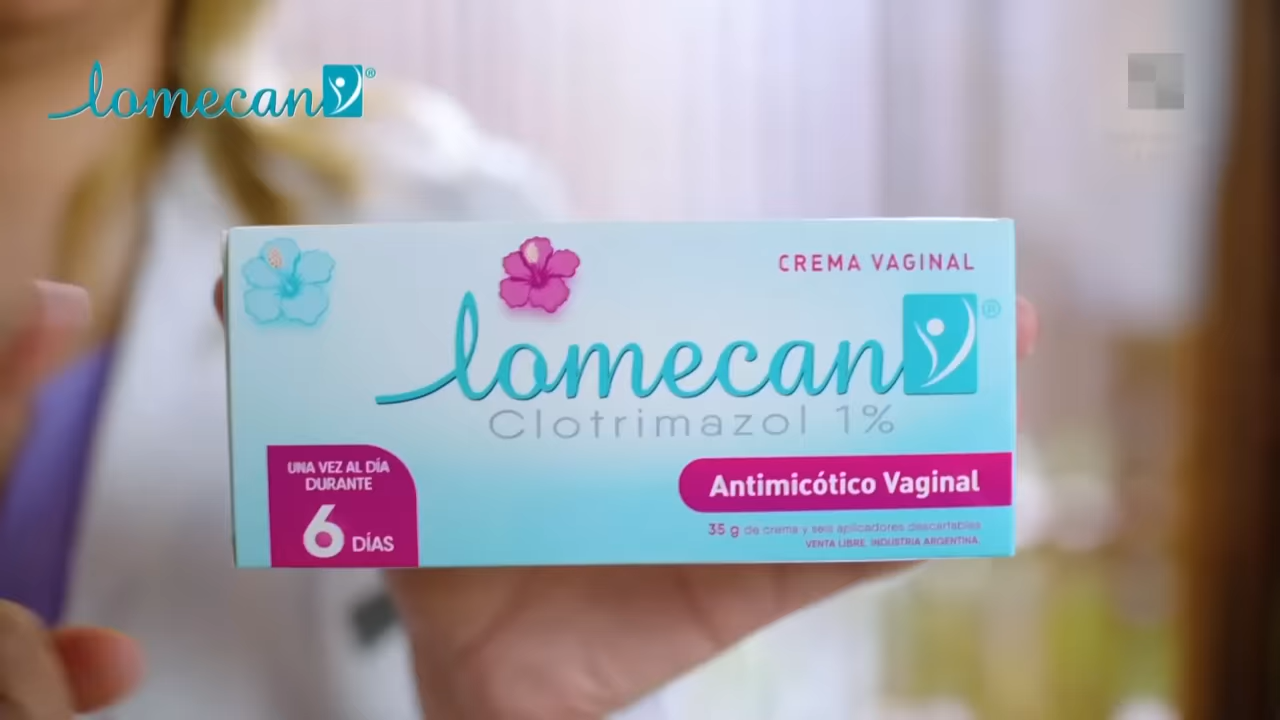 lomecan®
CREMA VAGINAL
lomecan®
Clotrimazol 1%
UNA VEZ AL DÍA
DURANTE
6 DÍAS
Antimicótico Vaginal
35 g de crema y seis aplicadores descartables
VENTA LIBRE. INDUSTRIA ARGENTINA.